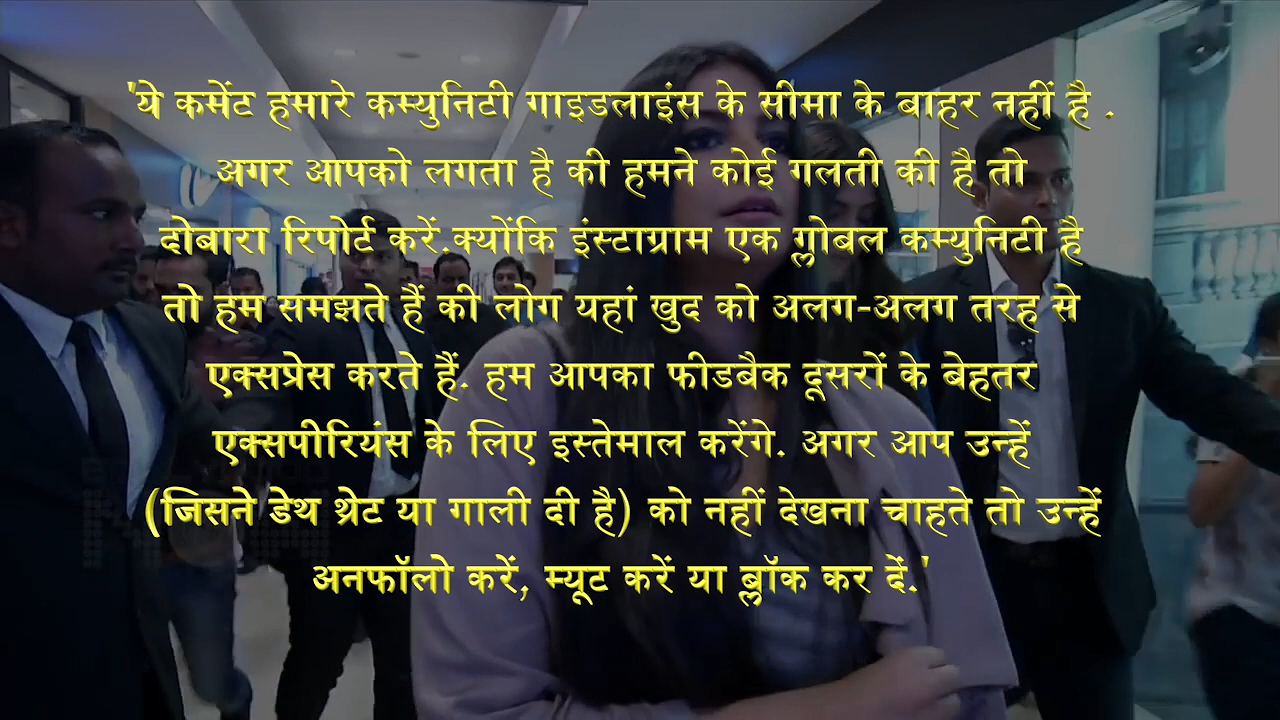 'ये कमेंट हमारे कम्युनिटी गाइडलाइंस के सीमा के बाहर नहीं है .
अगर आपको लगता है की हमने कोई गलती की है तो
दोबारा रिपोर्ट करें.क्योंकि इंस्टाग्राम एक ग्लोबल कम्युनिटी है
तो हम समझते हैं की लोग यहां खुद को अलग-अलग तरह से
एक्सप्रेस करते हैं. हम आपका फीडबैक दूसरों के बेहतर
एक्सपीरियंस के लिए इस्तेमाल करेंगे. अगर आप उन्हें
(जिसने डेथ थ्रेट या गाली दी है) को नहीं देखना चाहते तो उन्हें
अनफॉलो करें, म्यूट करें या ब्लॉक कर दें.'